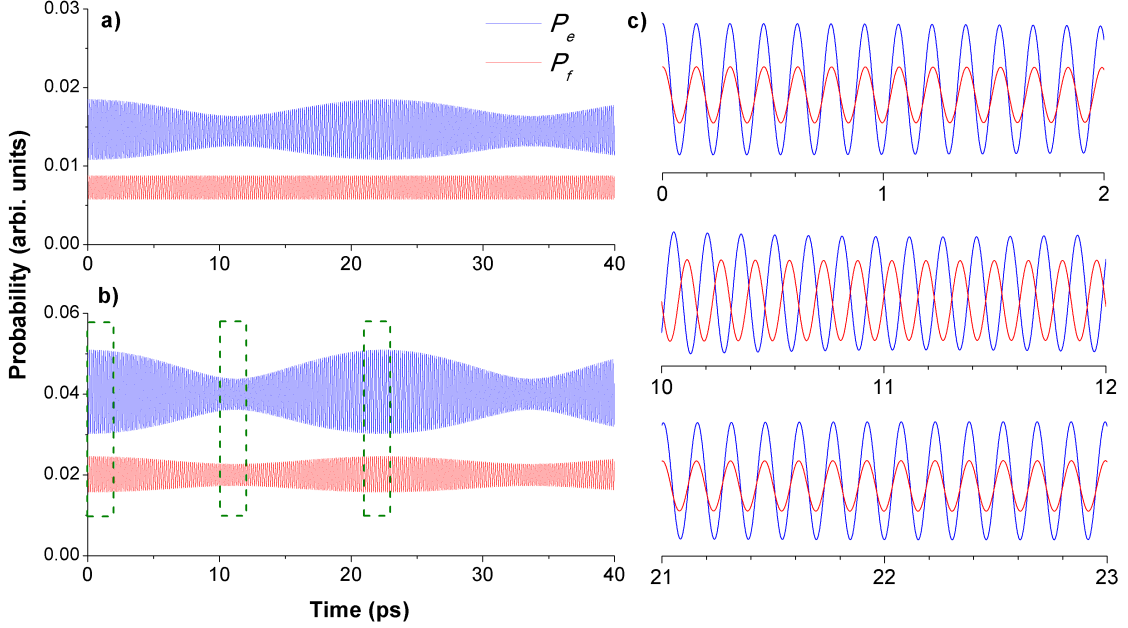 a)
P_e
P_f
0.03
0.02
0.01
0.00
0 10 20 30 40
b)
0.06
0.04
0.02
0.00
0 10 20 30 40
Probability (arbi. units)
Time (ps)
c)
0 1 2
10 11 12
21 22 23